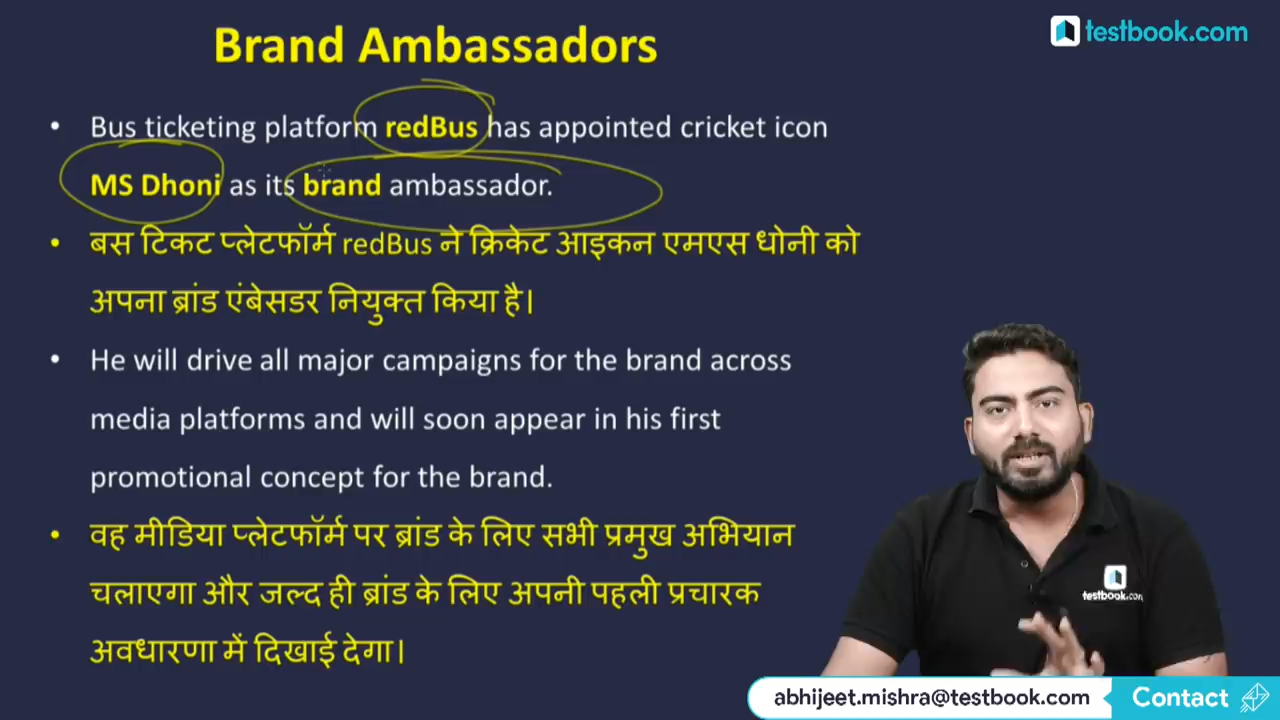 Brand Ambassadors
testbook.com
• Bus ticketing platform redBus has appointed cricket icon
MS Dhoni as its brand ambassador.
• बस टिकट प्लेटफॉर्म redBus ने क्रिकेट आइकन एमएस धोनी को
अपना ब्रांड एंबेसडर नियुक्त किया है।
• He will drive all major campaigns for the brand across
media platforms and will soon appear in his first
promotional concept for the brand.
• वह मीडिया प्लेटफॉर्म पर ब्रांड के लिए सभी प्रमुख अभियान
चलाएगा और जल्द ही ब्रांड के लिए अपनी पहली प्रचारक
अवधारणा में दिखाई देगा।
testbook.com
abhijeet.mishra@testbook.com Contact